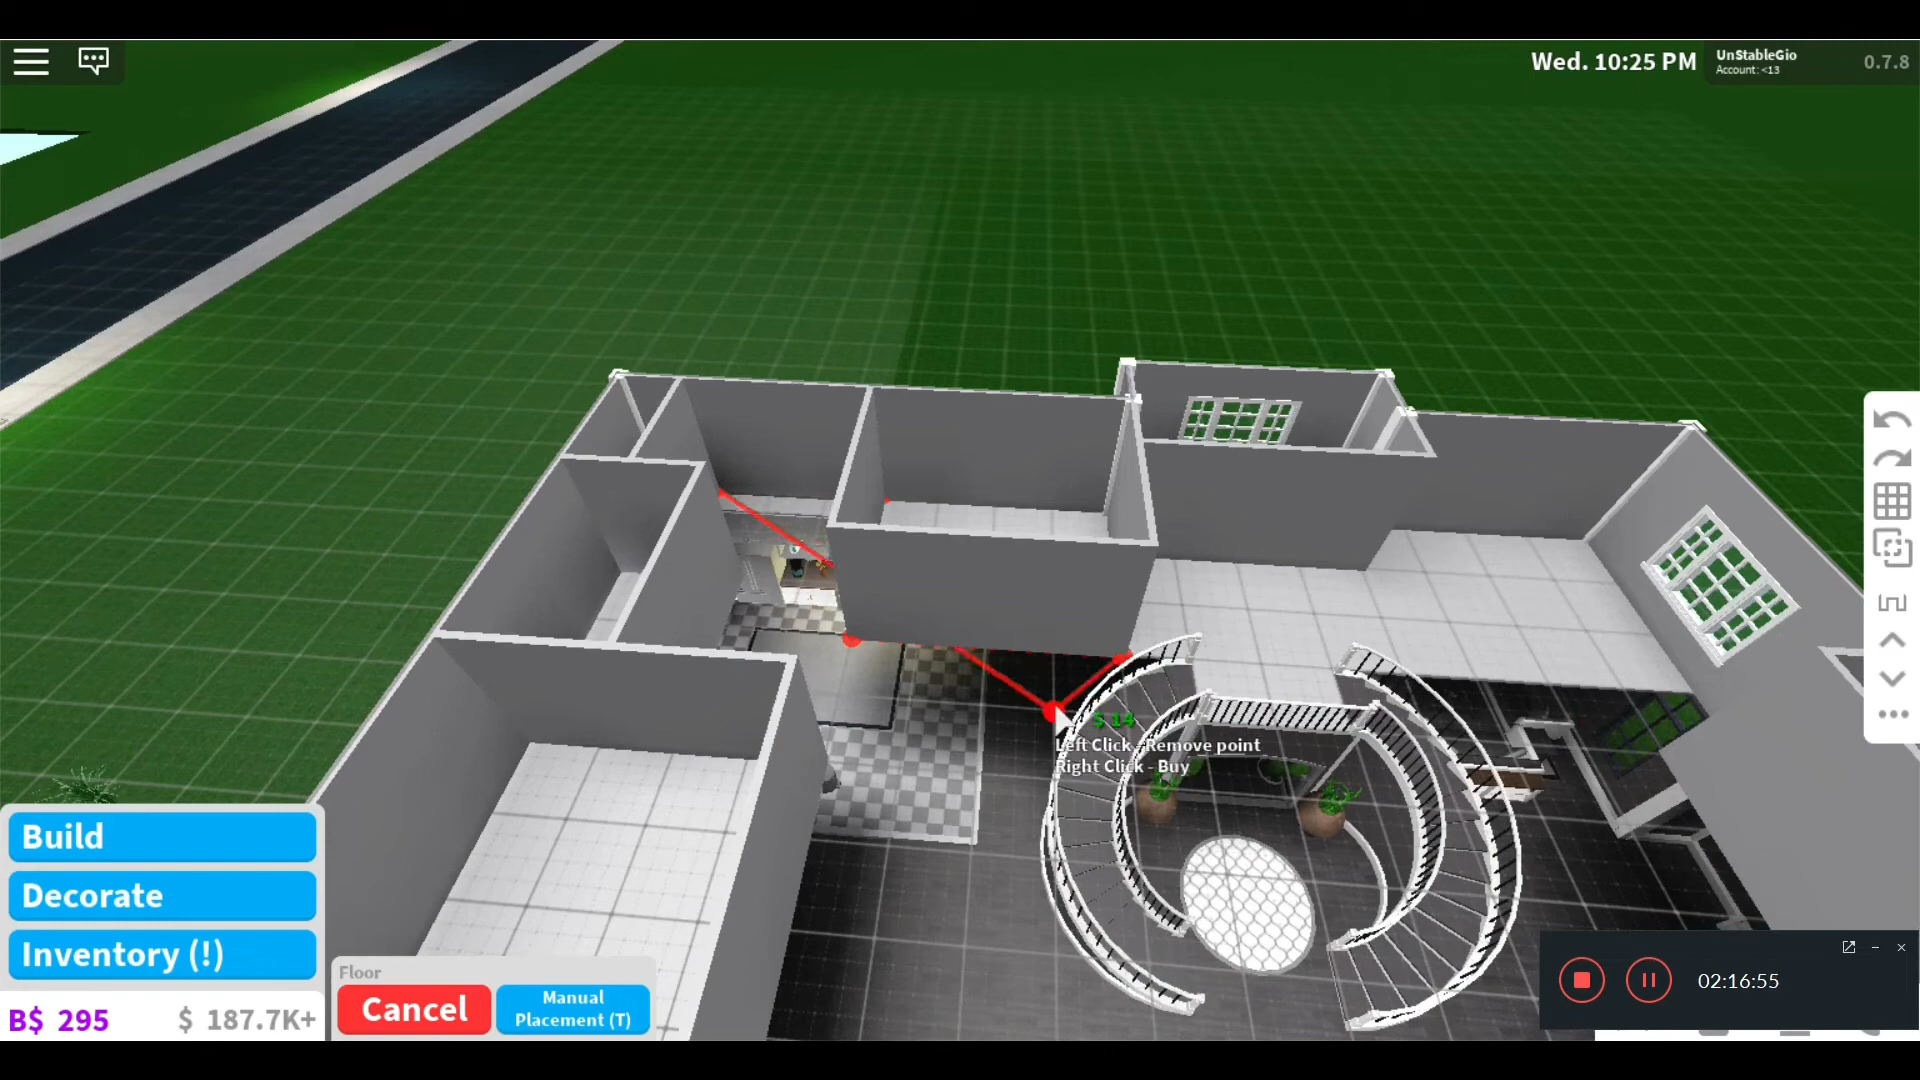 Wed. 10:25 PM
UnStableGio
Account: <13
0.7.8
$ 14
Left Click - Remove point
Right Click - Buy
Build
Decorate
Inventory (!)
B$ 295
$ 187.7K+
Floor
Cancel
Manual
Placement (T)
02:16:55